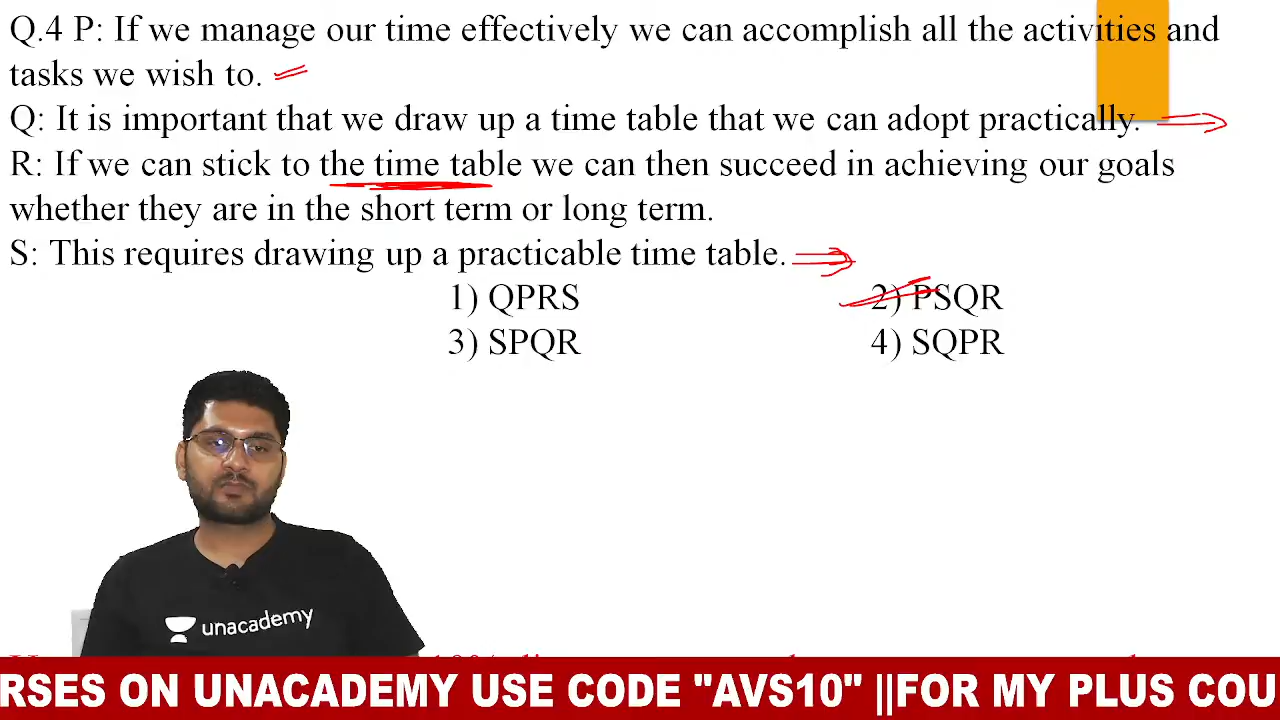 Q.4 P: If we manage our time effectively we can accomplish all the activities and
tasks we wish to.
Q: It is important that we draw up a time table that we can adopt practically.
R: If we can stick to the time table we can then succeed in achieving our goals
whether they are in the short term or long term.
S: This requires drawing up a practicable time table.
1) QPRS 2) PSQR
3) SPQR 4) SQPR
unacademy
RSES ON UNACADEMY USE CODE "AVS10" ||FOR MY PLUS COU